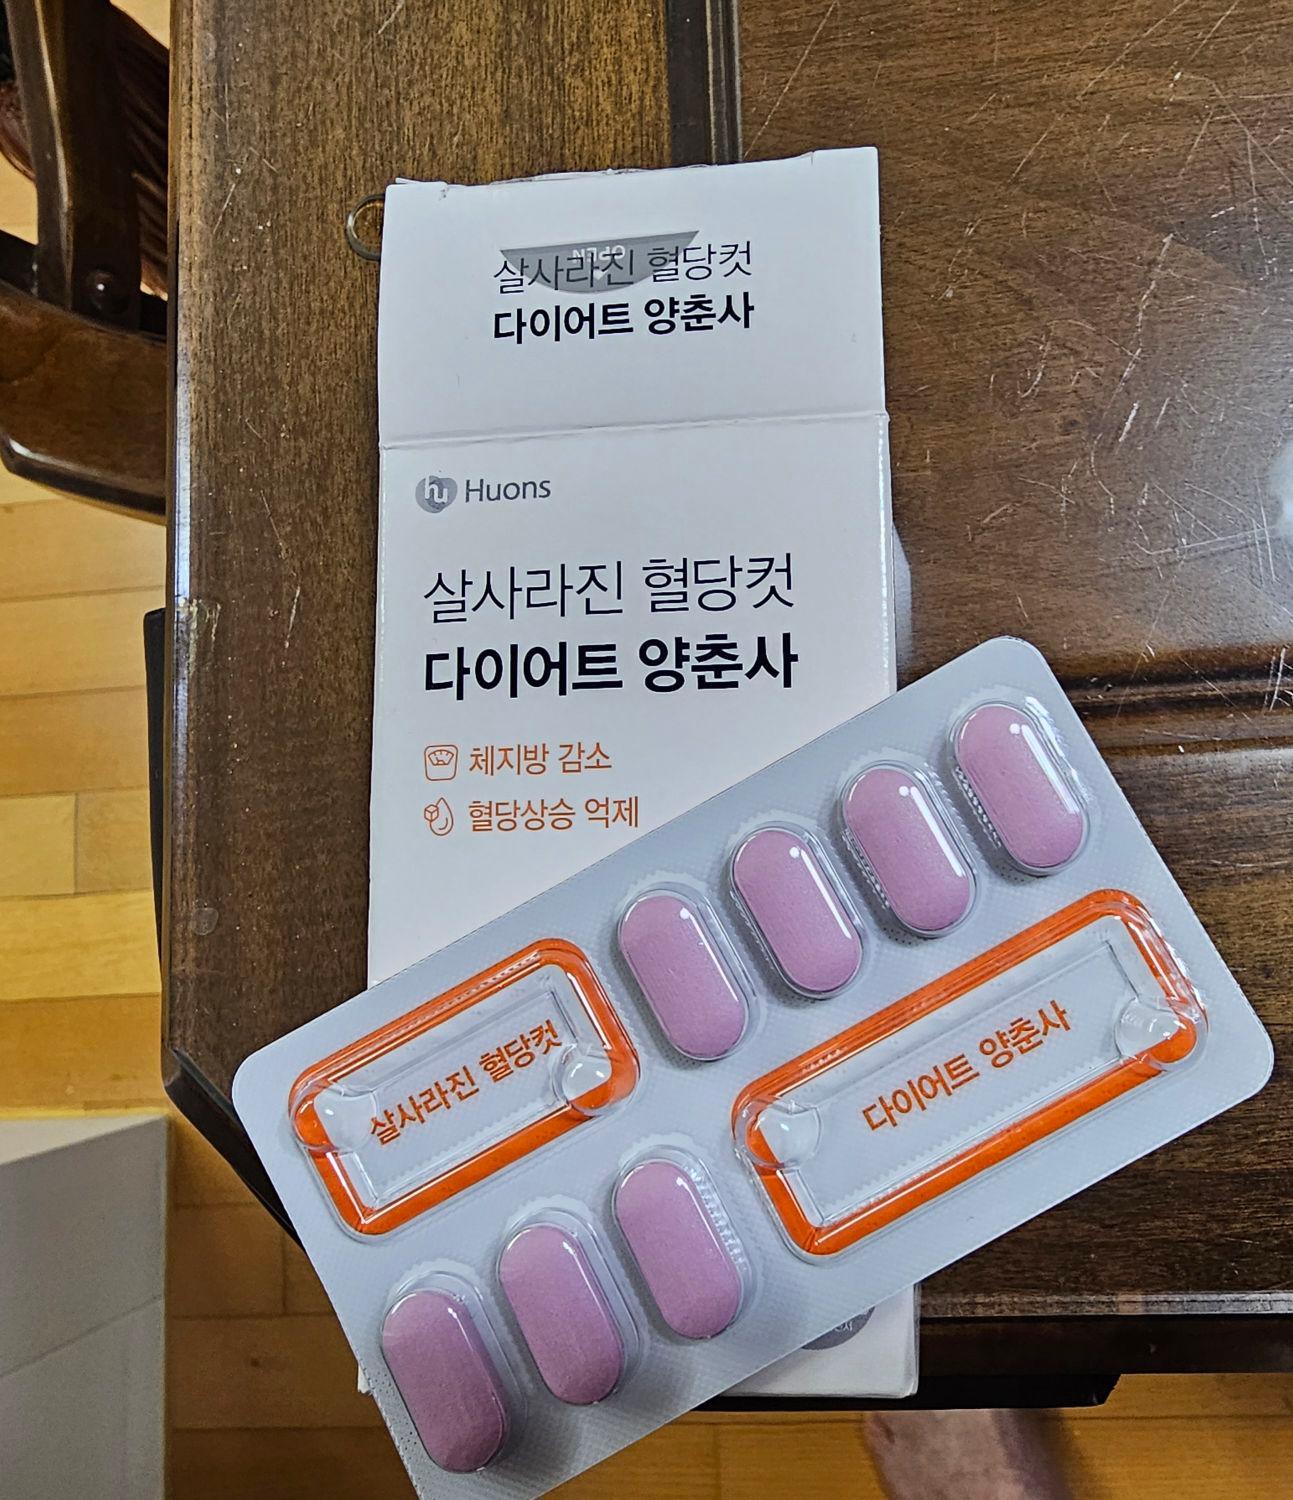 OPEN
살사라진 혈당컷
다이어트 양춘사
hu Huons
살사라진 혈당컷
다이어트 양춘사
체지방 감소
혈당상승 억제
살사라진 혈당컷
다이어트 양춘사